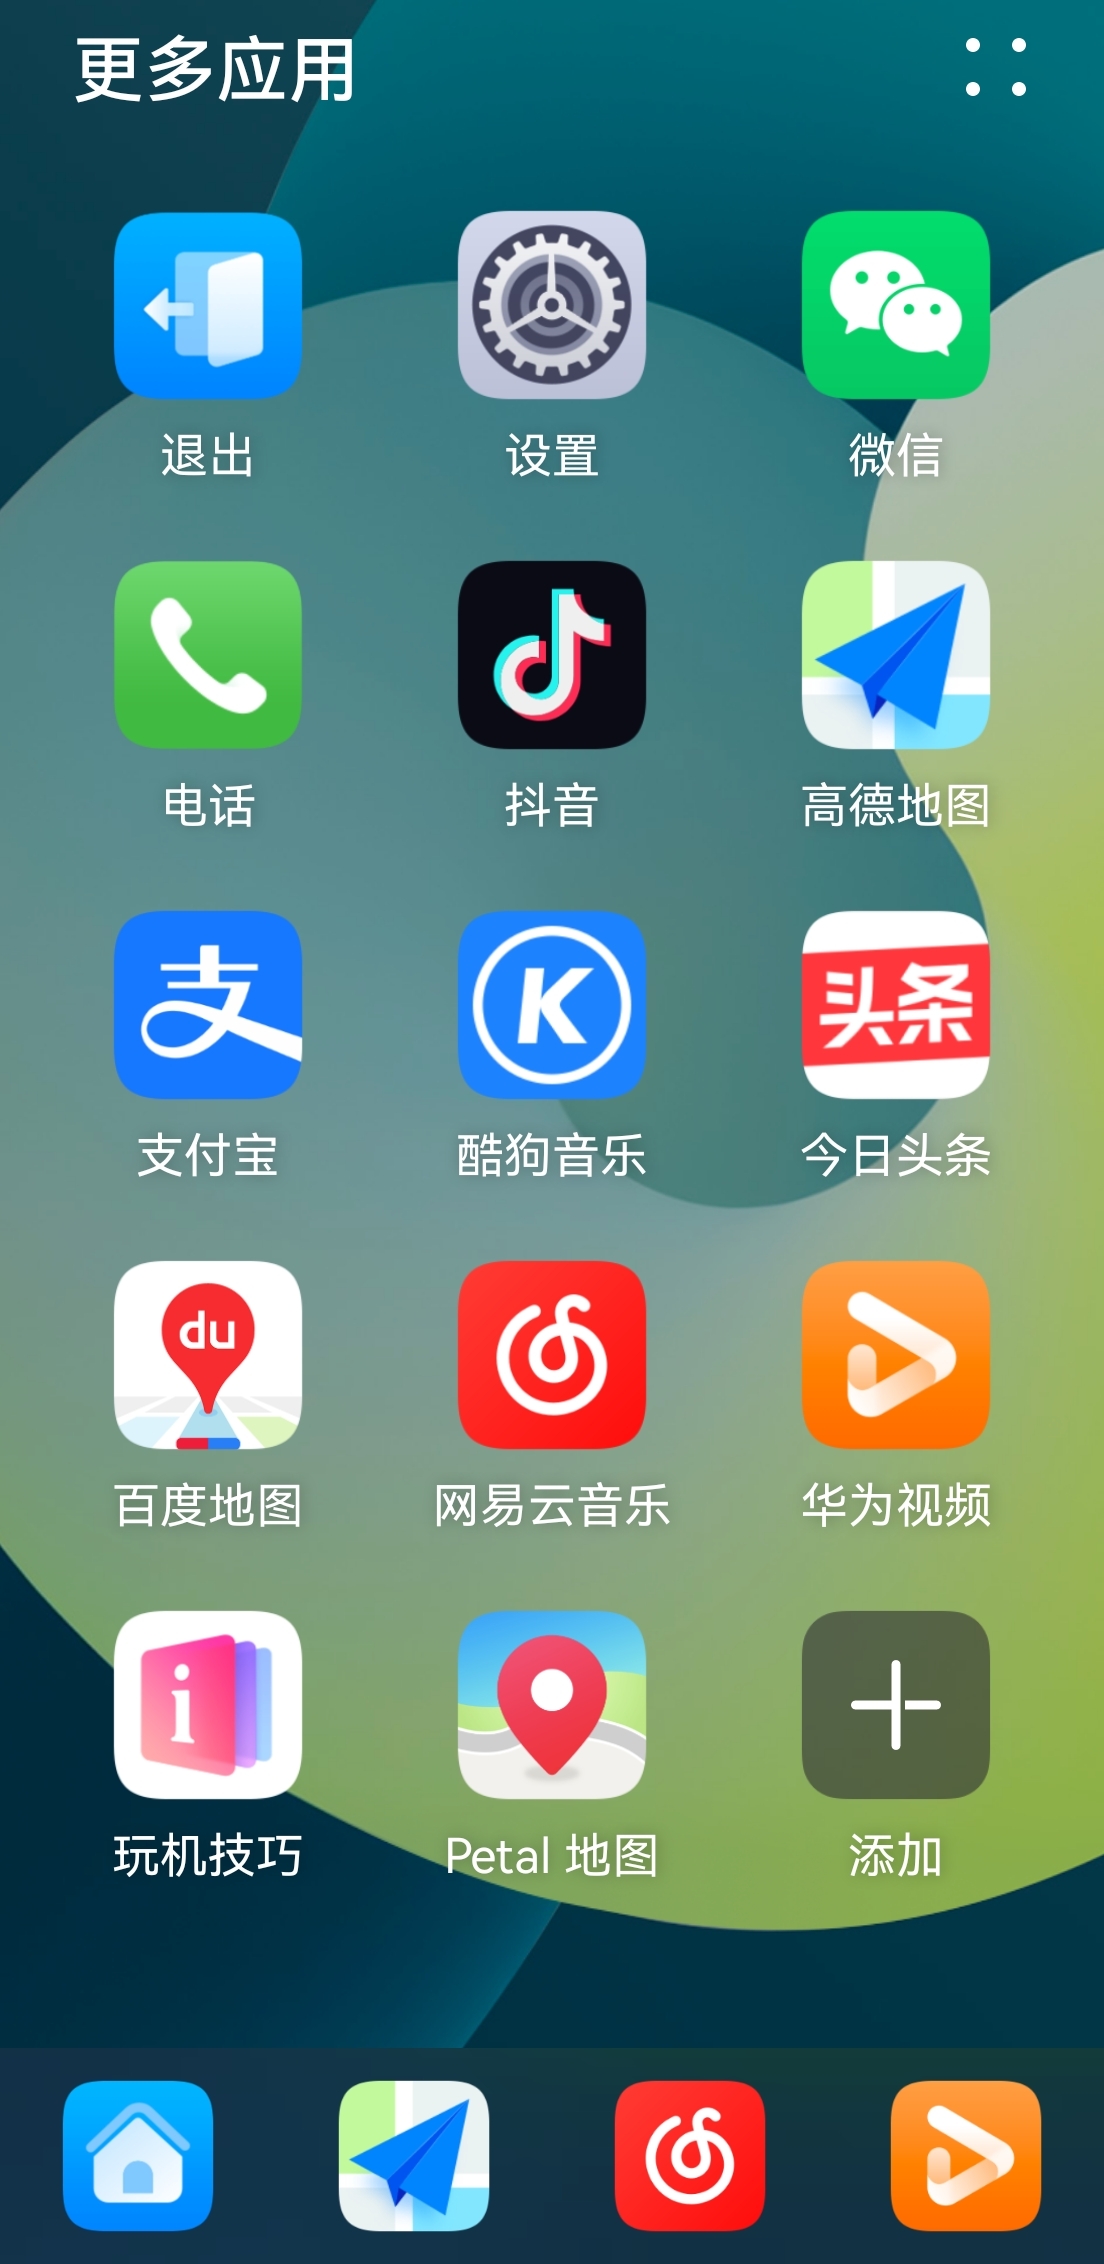 更多应用
退出
设置
微信
电话
抖音
高德地图
支
K
头条
支付宝
酷狗音乐
今日头条
du
百度地图
网易云音乐
华为视频
i
玩机技巧
Petal 地图
添加